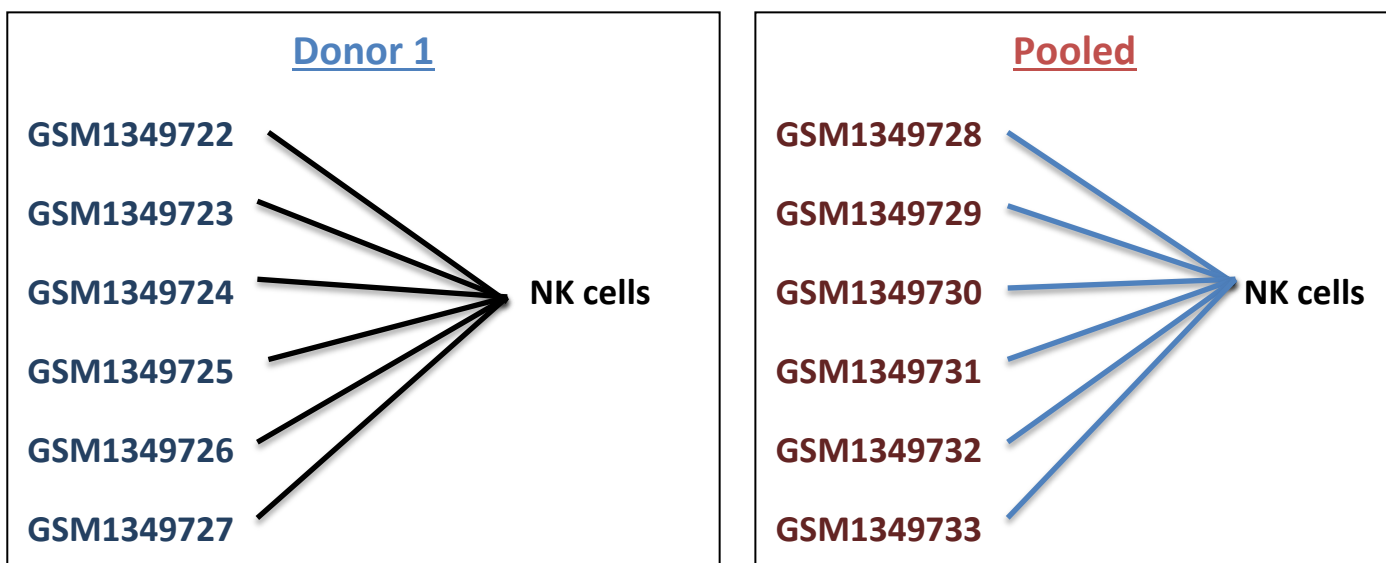 Donor 1
GSM1349722
GSM1349723
GSM1349724
GSM1349725
GSM1349726
GSM1349727
NK cells
Pooled
GSM1349728
GSM1349729
GSM1349730
GSM1349731
GSM1349732
GSM1349733
NK cells